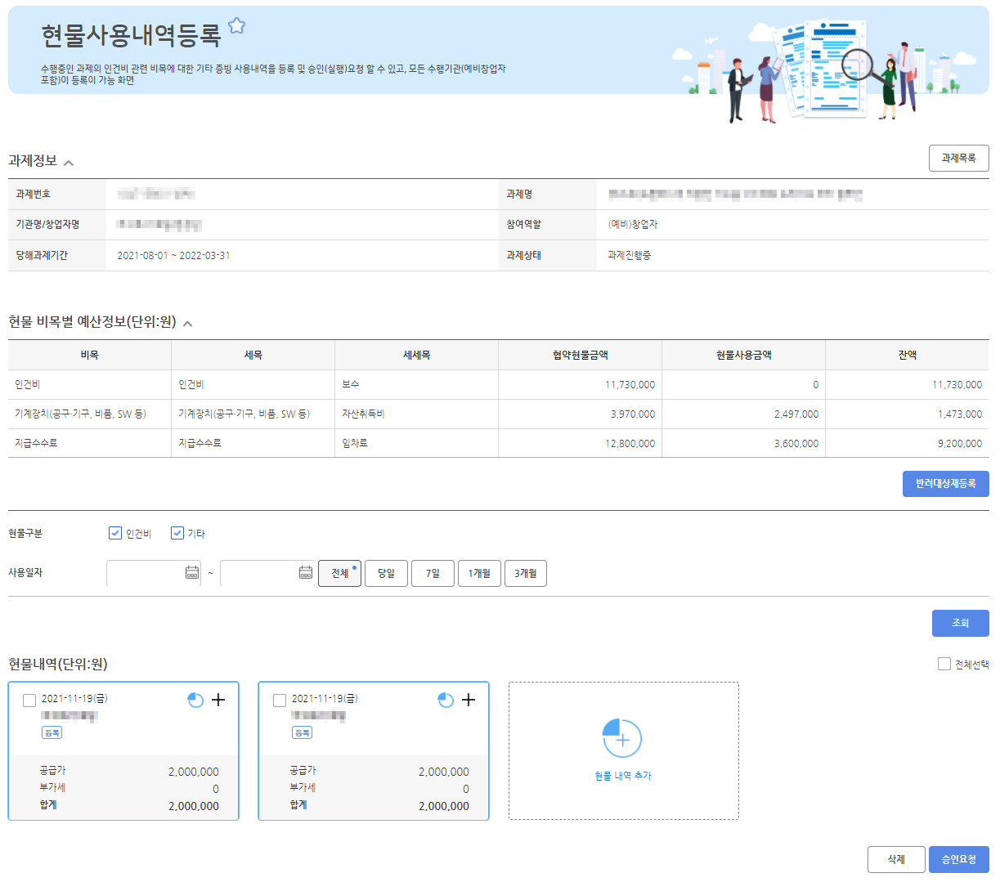 현물사용내역등록
수행중인 과제의 인건비 관련 비목에 대한 기타 증빙 사용내역을 등록 및 승인(실행)요청 할 수 있고, 모든 수행기관(예비창업자
포함)이 등록이 가능 화면
과제정보
과제목록
과제번호
과제명
기관명/창업자명
참여역할 (예비)창업자
당해과제기간 2021-08-01 ~ 2022-03-31
과제상태 과제진행중
현물 비목별 예산정보(단위:원)
비목 세목 세세목 협약현물금액 현물사용금액 잔액
인건비 인건비 보수 11,730,000 0 11,730,000
기계장치(공구·기구, 비품, SW 등) 기계장치(공구·기구, 비품, SW 등) 자산취득비 3,970,000 2,497,000 1,473,000
지급수수료 지급수수료 임차료 12,800,000 3,600,000 9,200,000
반려대상재등록
현물구분 인건비 기타
사용일자 ~ 전체 당일 7일 1개월 3개월
조회
현물내역(단위:원)
전체선택
2021-11-19(금)
등록
공급가 2,000,000
부가세 0
합계 2,000,000
2021-11-19(금)
등록
공급가 2,000,000
부가세 0
합계 2,000,000
현물 내역 추가
삭제 승인요청